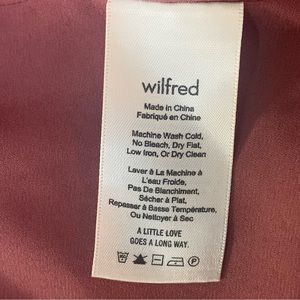 wilfred
Made in China
Fabriqué en Chine
Machine Wash Cold,
No Bleach, Dry Flat,
Low Iron, Or Dry Clean
Laver à La Machine à
L'eau Froide,
Pas De Blanchiment,
Sécher à Plat,
Repasser à Basse Température,
Ou Nettoyer à Sec
A LITTLE LOVE
GOES A LONG WAY.